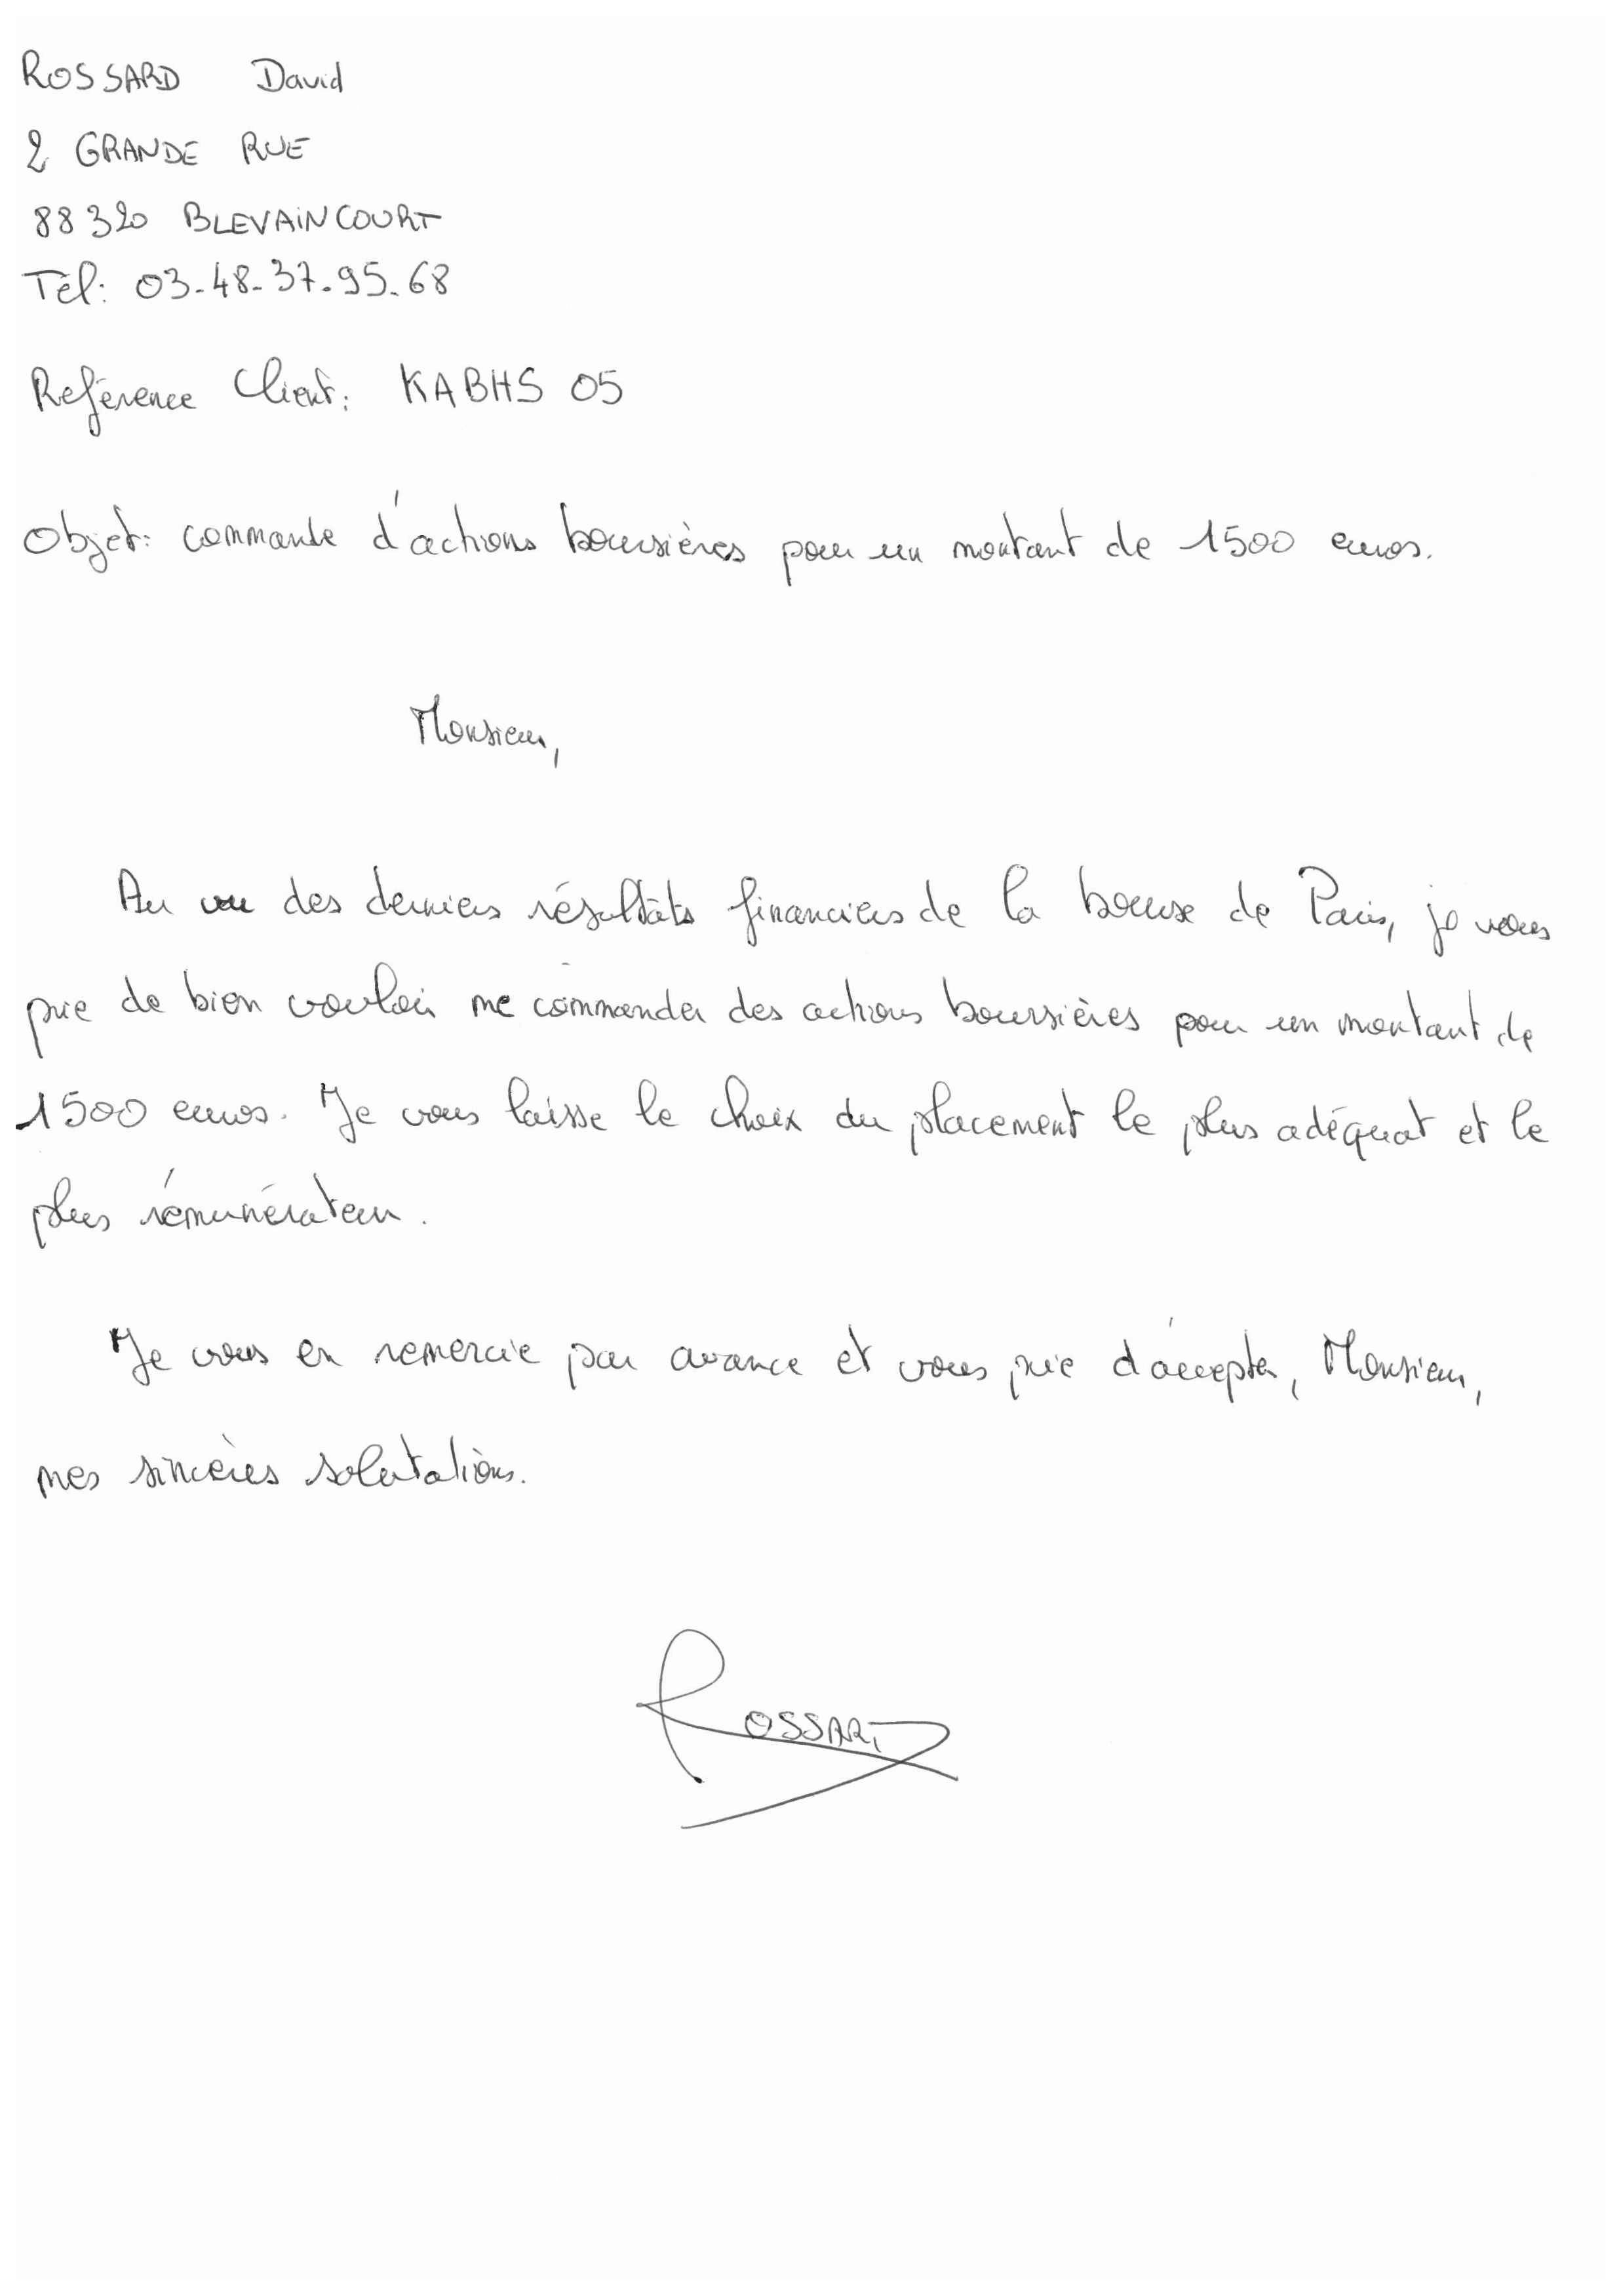 ROSSARD David
2 GRANDE RUE
88320 BLEVAINCOURT
Tél: 03-48-37-95-68
Référence Client: KABHS 05
Objet: commande d'actions boursières pour un montant de 1500 euros.
Monsieur,
Au vu des derniers résultats financiers de la bourse de Paris, je vous
prie de bien vouloir me commander des actions boursières pour un montant de
1500 euros. Je vous laisse le choix du placement le plus adéquat et le
plus rémunérateur.
Je vous en remercie par avance et vous prie d'accepter, Monsieur,
mes sincères salutations.
ROSSARD